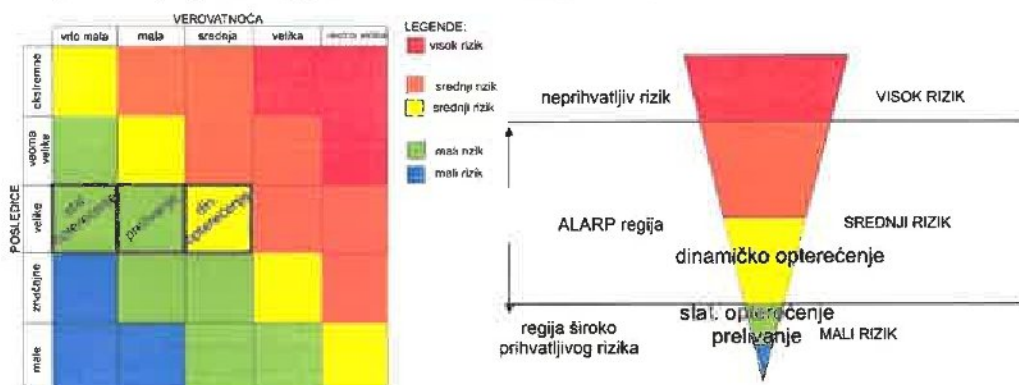 VEROVATNOĆA
vrlo mala
mala
srednja
velika
POSLEDICE
ekstremne
veoma
velike
velike
značajne
male
stat.
opterećenje
prelivanje
din.
opterećenje
LEGENDE:
visok rizik
srednji rizik
srednji rizik
mali rizik
mali rizik
neprihvatljiv rizik
VISOK RIZIK
ALARP regija
SREDNJI RIZIK
dinamičko opterećenje
stat. opterećenje
prelivanje
MALI RIZIK
regija široko
prihvatljivog rizika